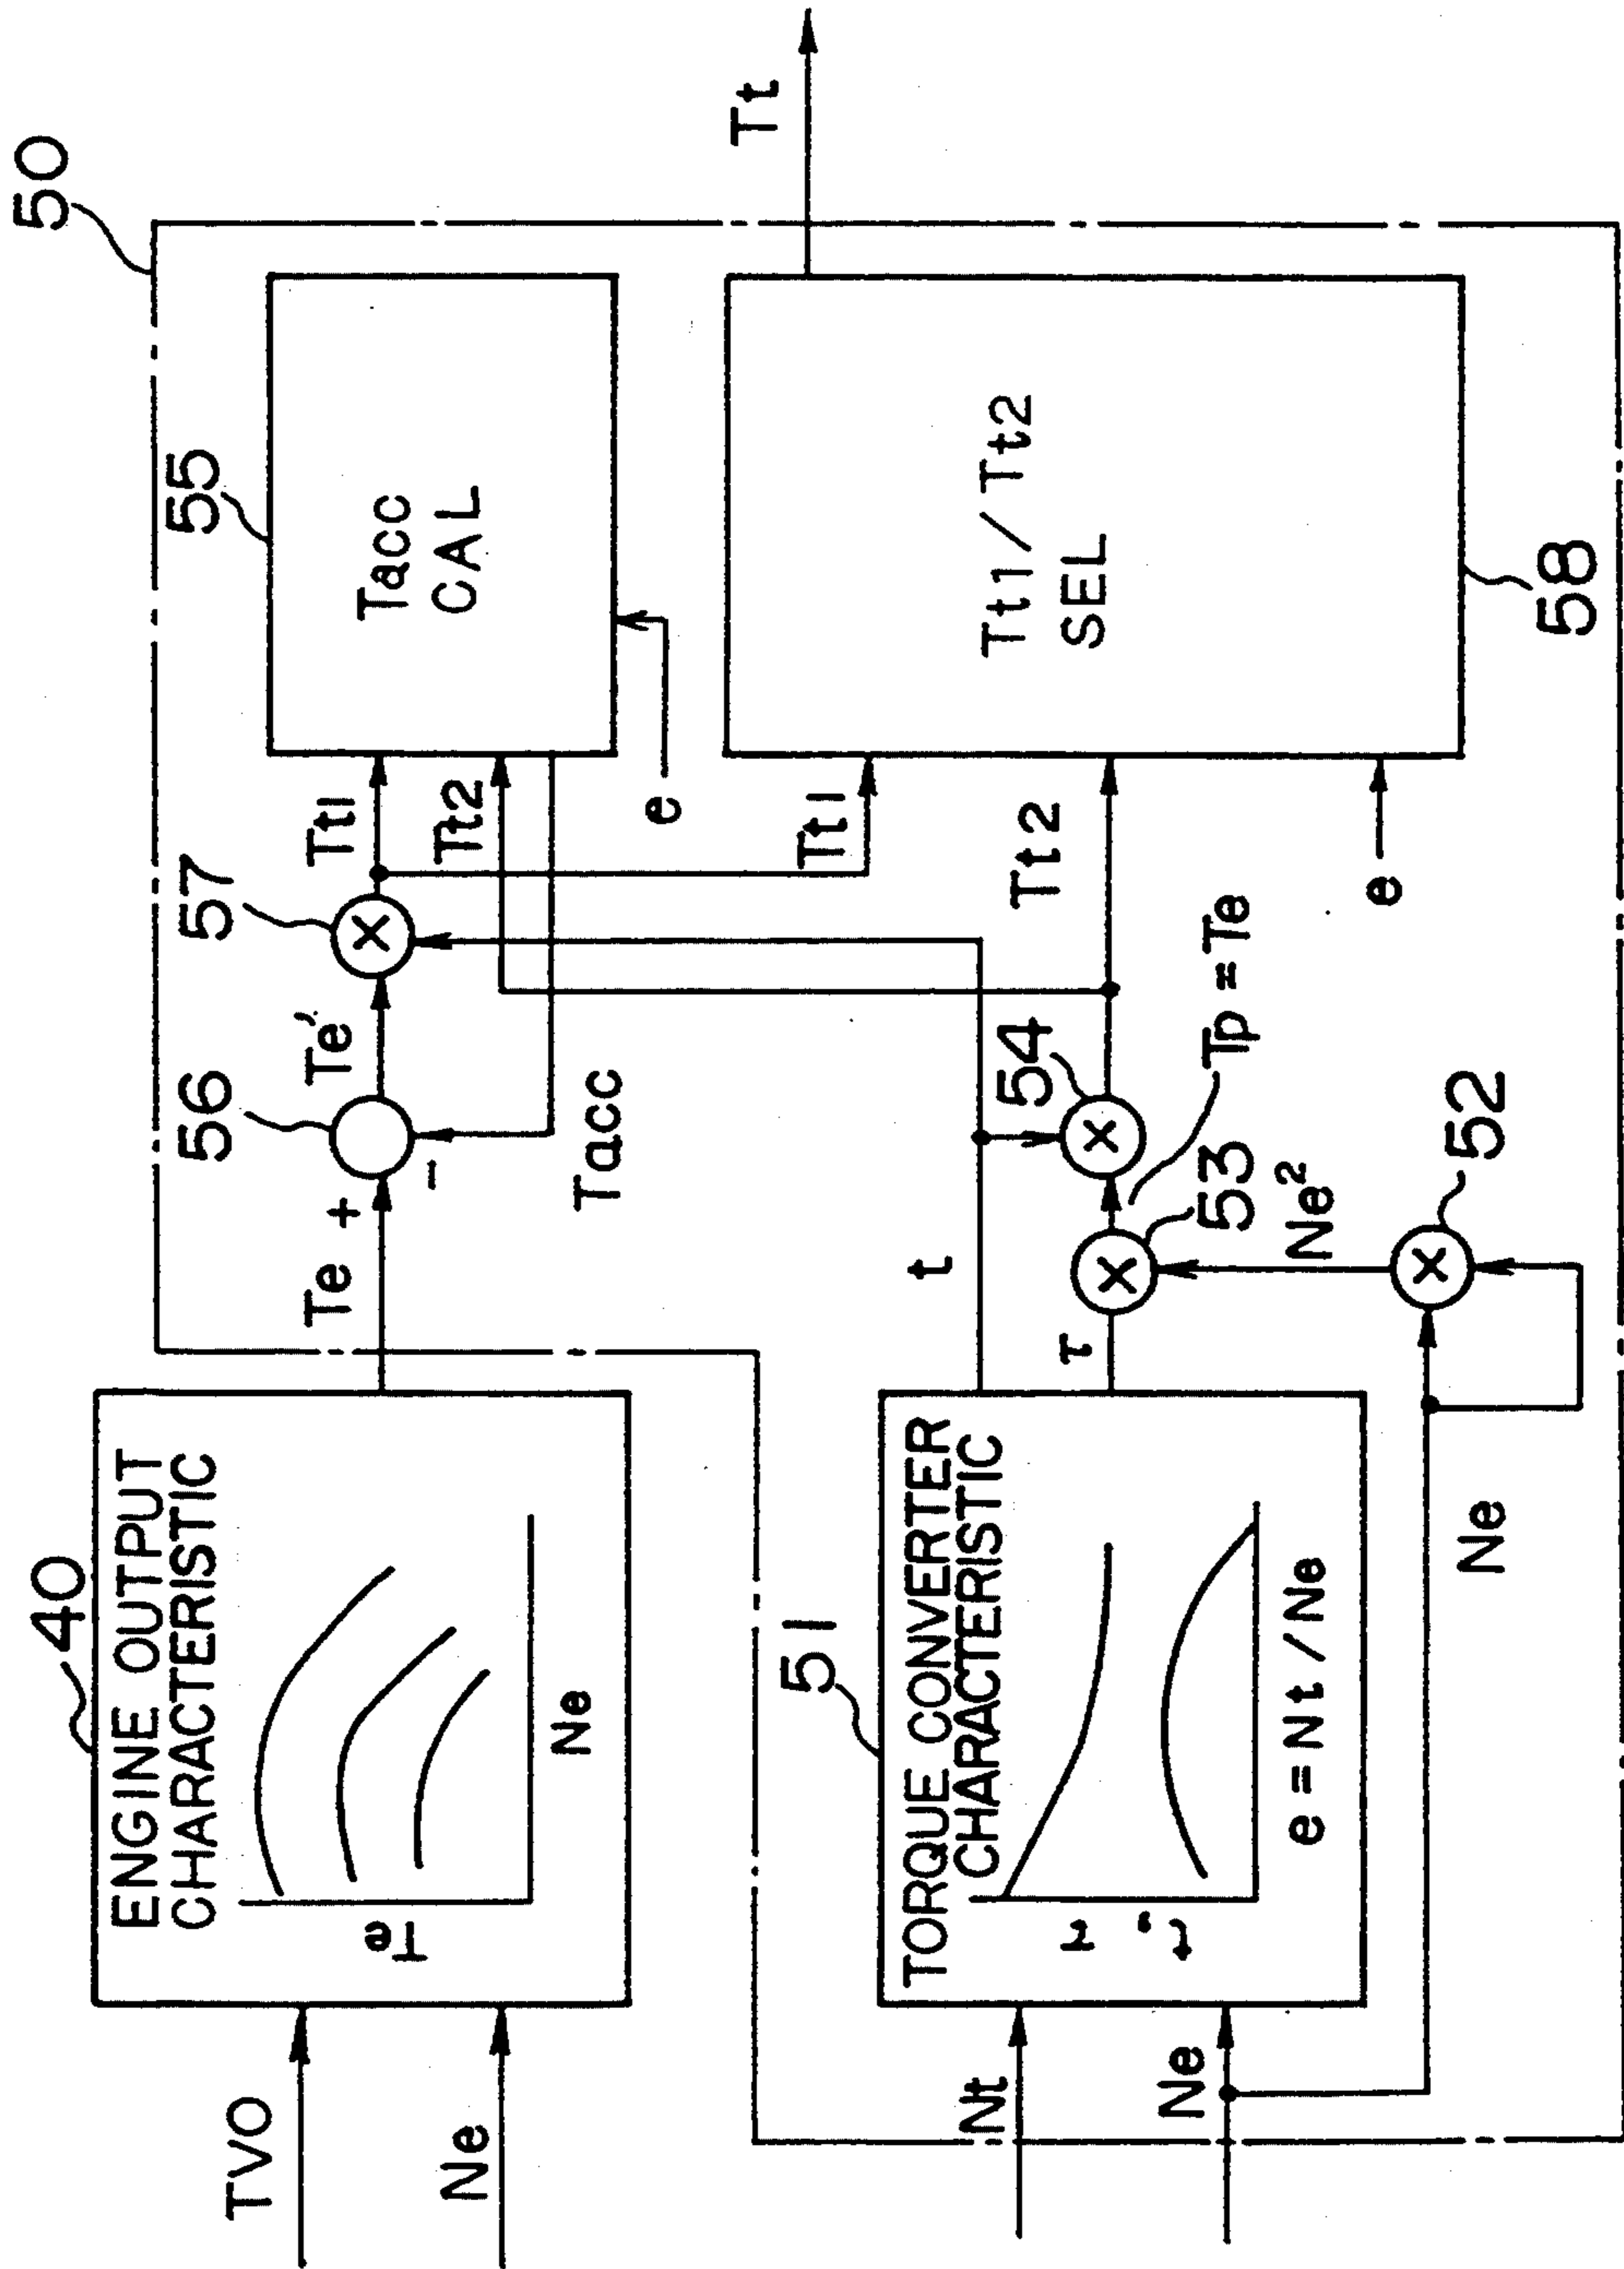 50
40
ENGINE OUTPUT
CHARACTERISTIC
Te
Ne
TVO
Ne
Te
+
-
56
Te'
57
Tt1
Tt2
Tacc
55
Tacc
CAL
e
51
TORQUE CONVERTER
CHARACTERISTIC
t, τ
e = Nt / Ne
Nt
Ne
t
τ
53
54
Tp = Te
Ne²
52
Ne
Tt1
Tt2
e
Tt1 / Tt2
SEL
58
Tt